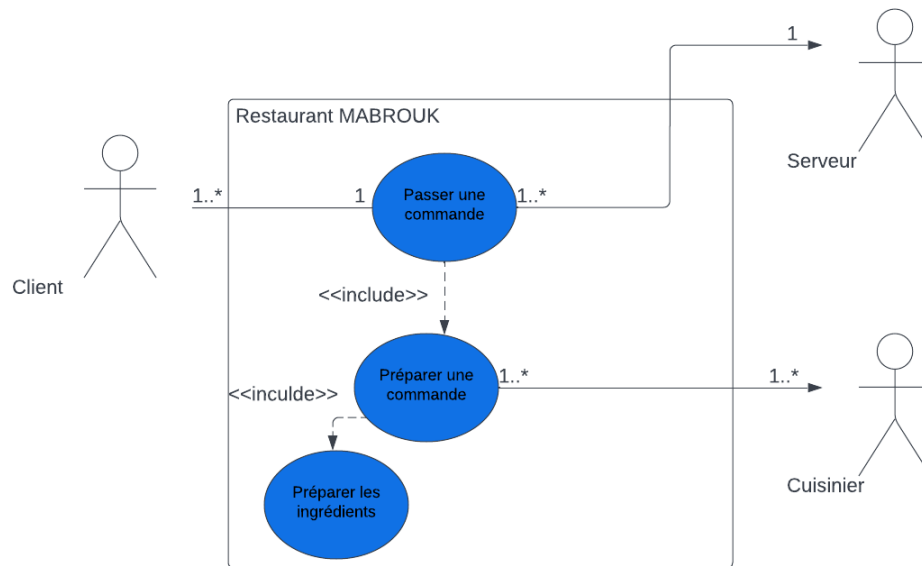 1
Restaurant MABROUK
Serveur
1..*
1
Passer une
commande
1..*
Client
<<include>>
Préparer une
commande
1..*
1..*
<<inculde>>
Préparer les
ingrédients
Cuisinier